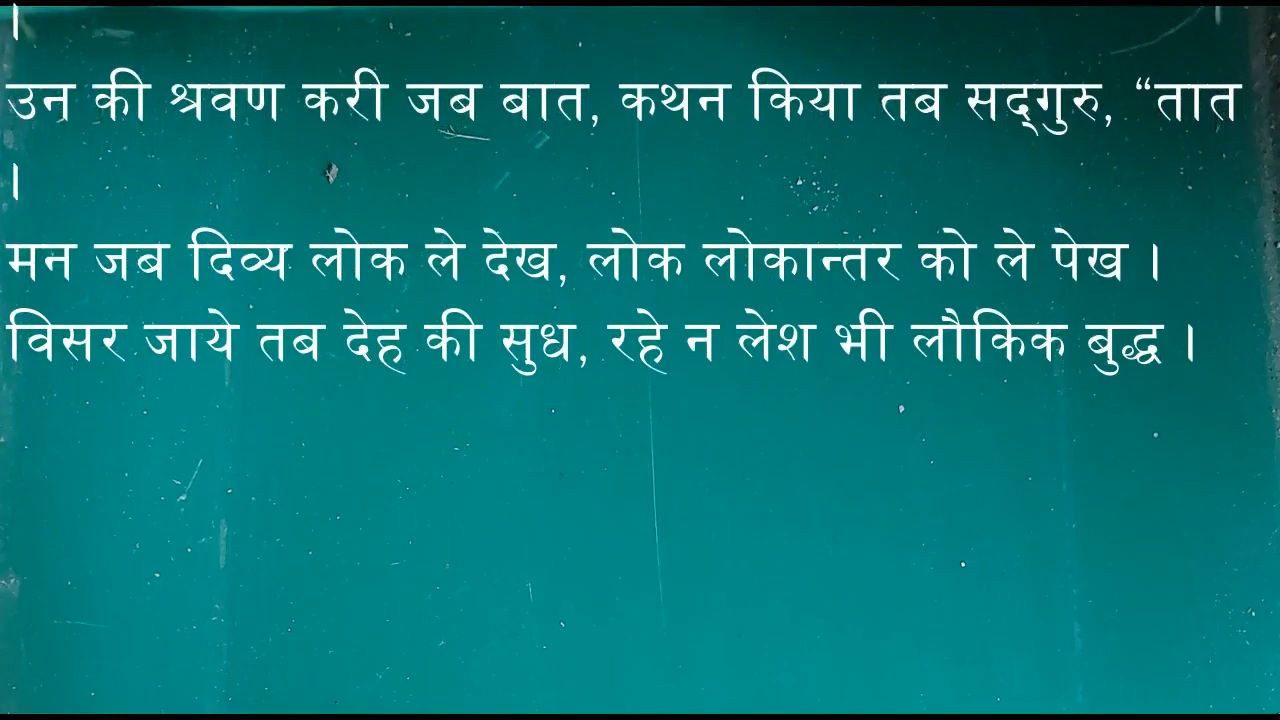 ।
उन की श्रवण करी जब बात, कथन किया तब सद्‌गुरु, “तात
।
मन जब दिव्य लोक ले देख, लोक लोकान्तर को ले पेख ।
विसर जाये तब देह की सुध, रहे न लेश भी लौकिक बुद्ध ।